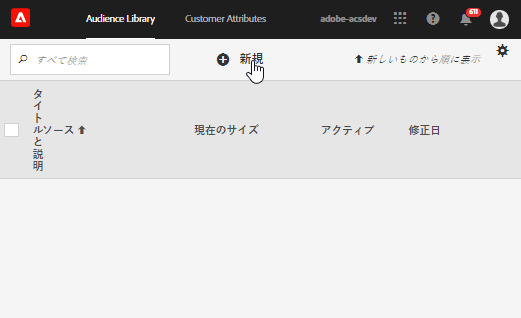 Audience Library Customer Attributes adobe-acsdev 611
すべて検索 新規 新しいものから順に表示
タイトルと説明 ソース 現在のサイズ アクティブ 修正日